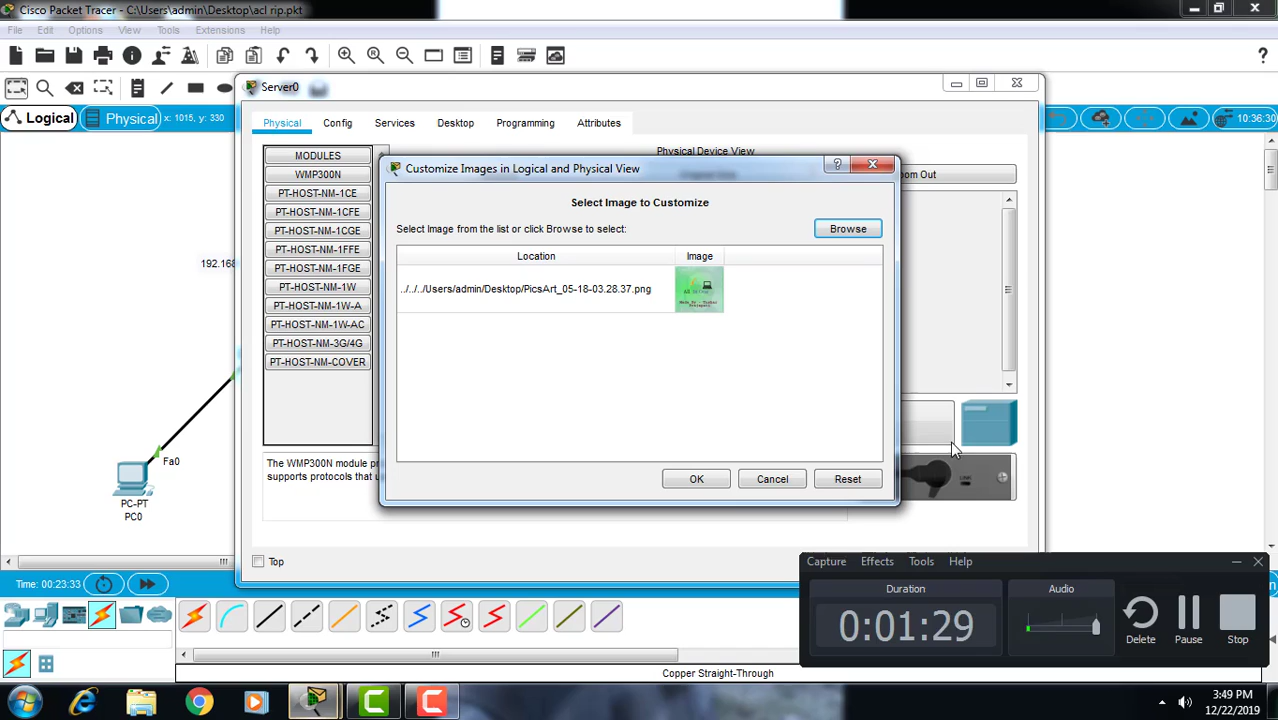 Cisco Packet Tracer - C:\Users\admin\Desktop\acl rip.pkt
File Edit Options View Tools Extensions Help
Logical Physical x: 1015, y: 330 10:36:30
Server0
Physical Config Services Desktop Programming Attributes
Physical Device View
oom Out
MODULES
WMP300N
PT-HOST-NM-1CE
PT-HOST-NM-1CFE
PT-HOST-NM-1CGE
PT-HOST-NM-1FFE
PT-HOST-NM-1FGE
PT-HOST-NM-1W
PT-HOST-NM-1W-A
PT-HOST-NM-1W-AC
PT-HOST-NM-3G/4G
PT-HOST-NM-COVER
The WMP300N module pr
supports protocols that u
Top
Customize Images in Logical and Physical View
Select Image to Customize
Select Image from the list or click Browse to select: Browse
Location Image
../../../Users/admin/Desktop/PicsArt_05-18-03.28.37.png
OK Cancel Reset
LINK
192.168
Fa0
PC-PT
PC0
Time: 00:23:33
Copper Straight-Through
Capture Effects Tools Help
Duration Audio
0:01:29
Delete Pause Stop
3:49 PM
12/22/2019